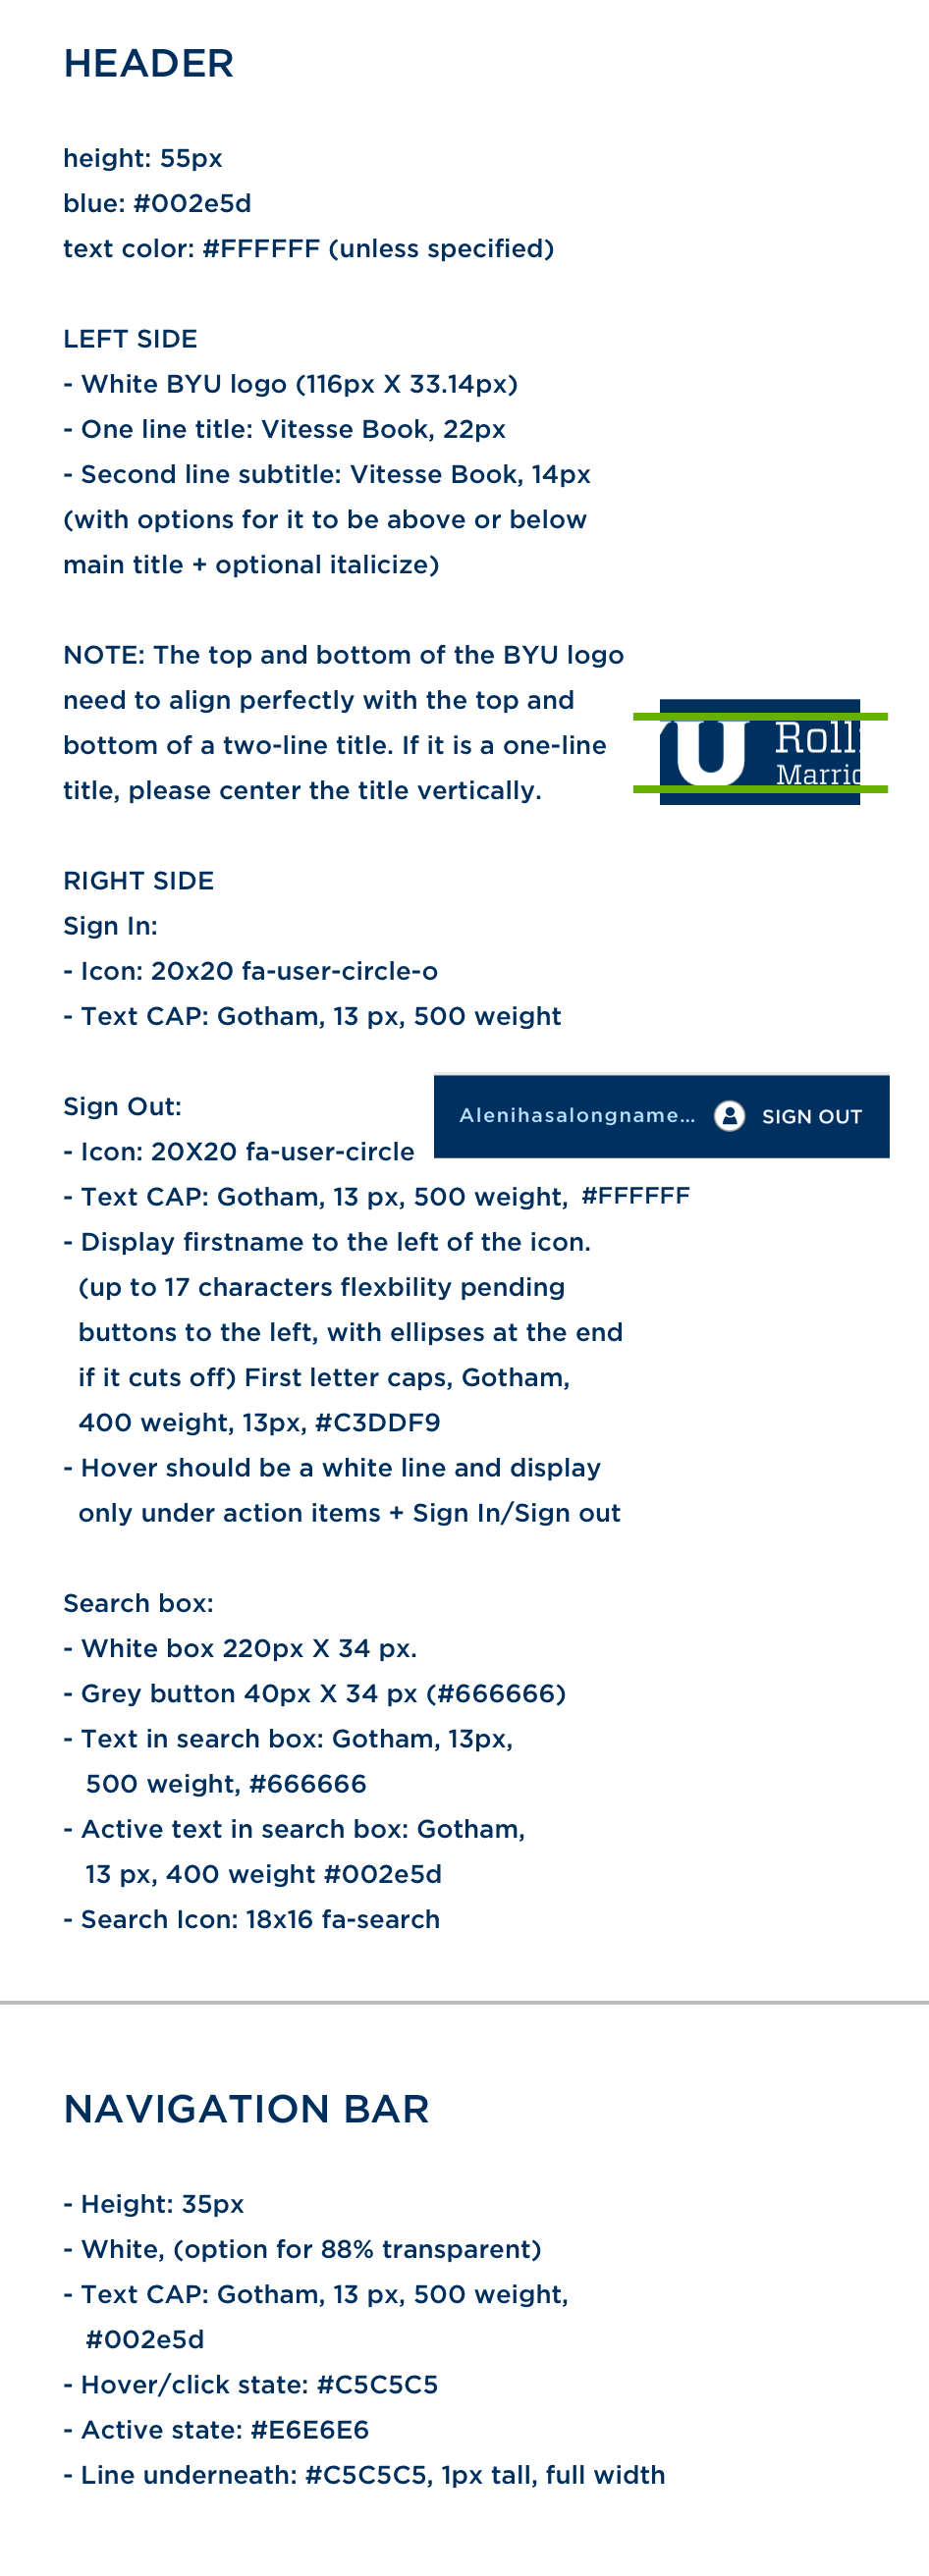 HEADER
height: 55px
blue: #002e5d
text color: #FFFFFF (unless specified)
LEFT SIDE
- White BYU logo (116px X 33.14px)
- One line title: Vitesse Book, 22px
- Second line subtitle: Vitesse Book, 14px
(with options for it to be above or below
main title + optional italicize)
NOTE: The top and bottom of the BYU logo
need to align perfectly with the top and
bottom of a two-line title. If it is a one-line
title, please center the title vertically.
U Roll
Marric
RIGHT SIDE
Sign In:
- Icon: 20x20 fa-user-circle-o
- Text CAP: Gotham, 13 px, 500 weight
Sign Out:
Alenihasalongname... SIGN OUT
- Icon: 20X20 fa-user-circle
- Text CAP: Gotham, 13 px, 500 weight, #FFFFFF
- Display firstname to the left of the icon.
(up to 17 characters flexbility pending
buttons to the left, with ellipses at the end
if it cuts off) First letter caps, Gotham,
400 weight, 13px, #C3DDF9
- Hover should be a white line and display
only under action items + Sign In/Sign out
Search box:
- White box 220px X 34 px.
- Grey button 40px X 34 px (#666666)
- Text in search box: Gotham, 13px,
500 weight, #666666
- Active text in search box: Gotham,
13 px, 400 weight #002e5d
- Search Icon: 18x16 fa-search
NAVIGATION BAR
- Height: 35px
- White, (option for 88% transparent)
- Text CAP: Gotham, 13 px, 500 weight,
#002e5d
- Hover/click state: #C5C5C5
- Active state: #E6E6E6
- Line underneath: #C5C5C5, 1px tall, full width